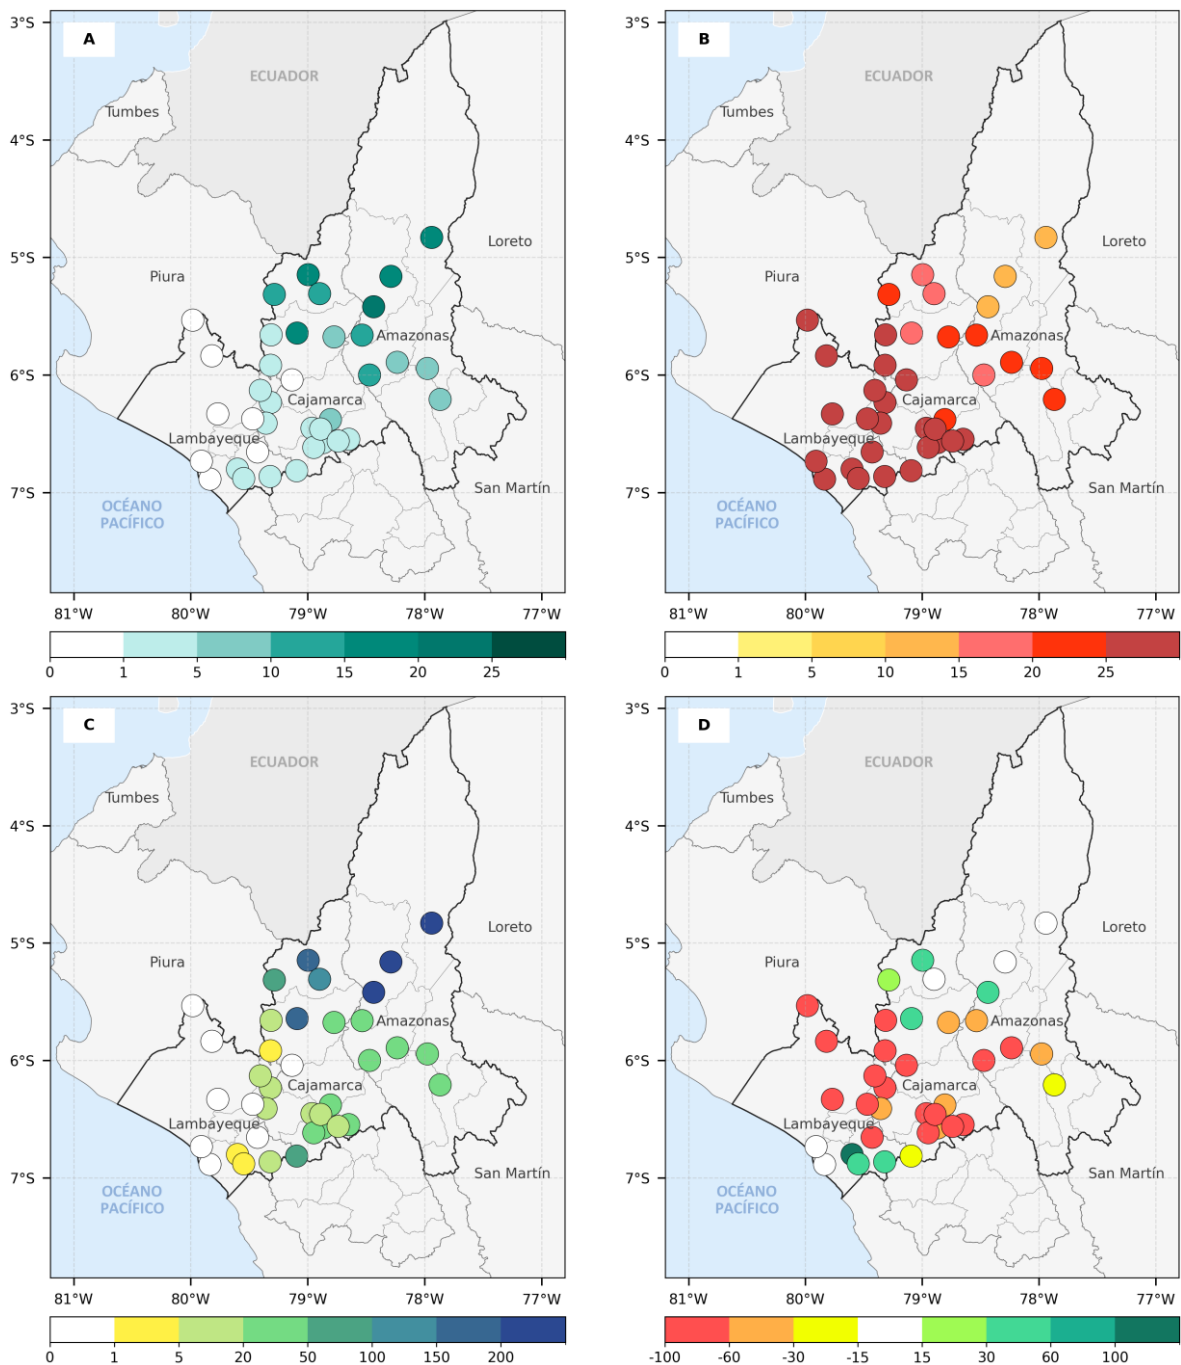 A
3°S
ECUADOR
Tumbes
4°S
Loreto
5°S
Piura
Amazonas
6°S
Cajamarca
Lambayeque
7°S
San Martín
OCÉANO
PACÍFICO
81°W 80°W 79°W 78°W 77°W
0 1 5 10 15 20 25
B
3°S
ECUADOR
Tumbes
4°S
Loreto
5°S
Piura
Amazonas
6°S
Cajamarca
Lambayeque
7°S
San Martín
OCÉANO
PACÍFICO
81°W 80°W 79°W 78°W 77°W
0 1 5 10 15 20 25
C
3°S
ECUADOR
Tumbes
4°S
Loreto
5°S
Piura
Amazonas
6°S
Cajamarca
Lambayeque
7°S
San Martín
OCÉANO
PACÍFICO
81°W 80°W 79°W 78°W 77°W
0 1 5 20 50 100 150 200
D
3°S
ECUADOR
Tumbes
4°S
Loreto
5°S
Piura
Amazonas
6°S
Cajamarca
Lambayeque
7°S
San Martín
OCÉANO
PACÍFICO
81°W 80°W 79°W 78°W 77°W
-100 -60 -30 -15 15 30 60 100